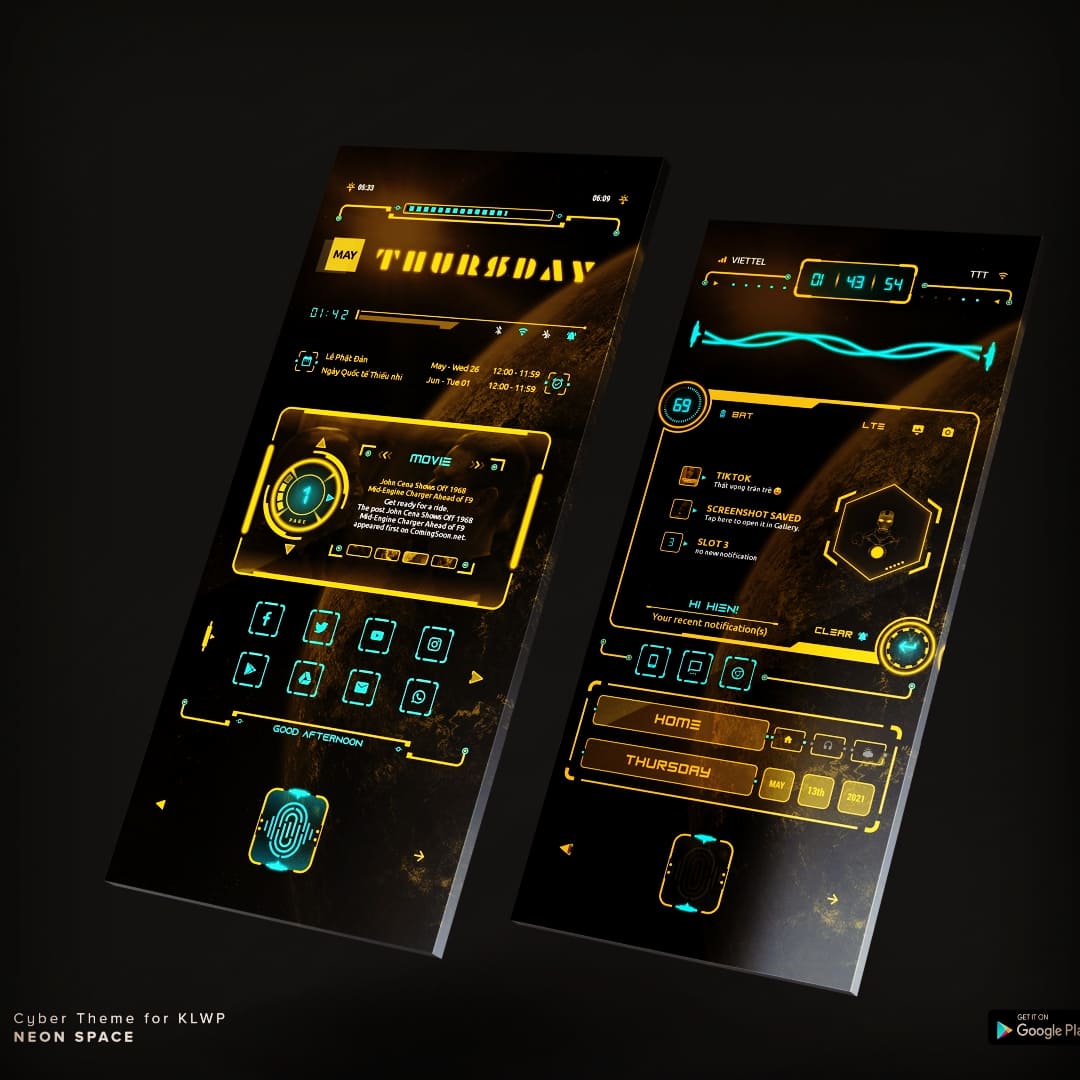 05:33
06:09
MAY
THURSDAY
01:42
Lễ Phật Đản
May - Wed 26
12:00 - 11:59
Ngày Quốc tế Thiếu nhi
Jun - Tue 01
12:00 - 11:59
MOVIE
John Cena Shows Off 1968
Mid-Engine Charger Ahead of F9
Get ready for a ride.
The post John Cena Shows Off 1968
Mid-Engine Charger Ahead of F9
appeared first on ComingSoon.net.
1
PAGE
GOOD AFTERNOON
VIETTEL
TTT
01 43 54
69
BAT
LTE
TIKTOK
Thất vọng tràn trề
SCREENSHOT SAVED
Tap here to open it in Gallery.
3
SLOT 3
no new notification
HI HIEN!
Your recent notification(s)
CLEAR
HOME
THURSDAY
MAY
13th
2021
Cyber Theme for KLWP
NEON SPACE
GET IT ON
Google Pla